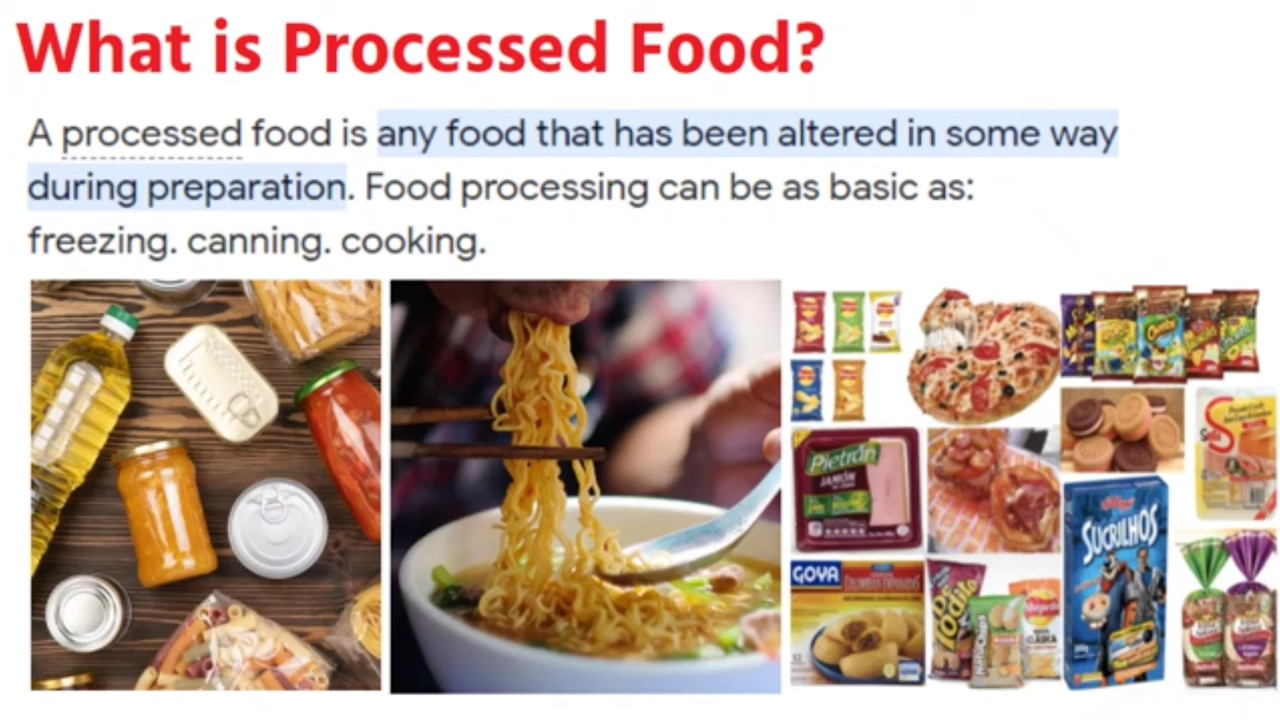 What is Processed Food?
A processed food is any food that has been altered in some way
during preparation. Food processing can be as basic as:
freezing. canning. cooking.
Pietrán
JAMÓN
GOYA
SUCRILHOS